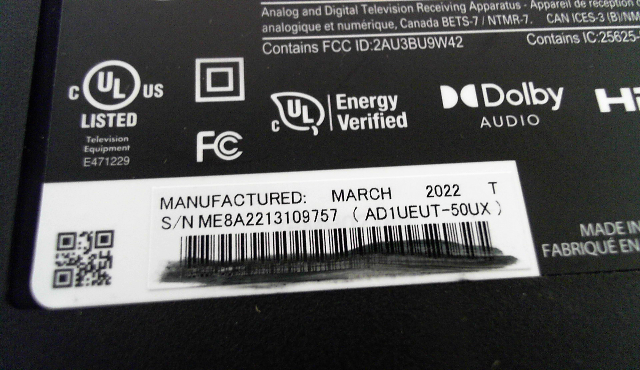 Analog and Digital Television Receiving Apparatus - Appareil de réception
analogique et numérique, Canada BETS-7 / NTMR-7. CAN ICES-3 (B)/NM
Contains FCC ID:2AU3BU9W42 Contains IC:25625-
C UL US
LISTED
Television
Equipment
E471229
FC
C UL Energy
Verified
Dolby
AUDIO
Hi
MANUFACTURED: MARCH 2022 T
S/N ME8A2213109757 ( AD1UEUT-50UX )
MADE IN
FABRIQUÉ EN